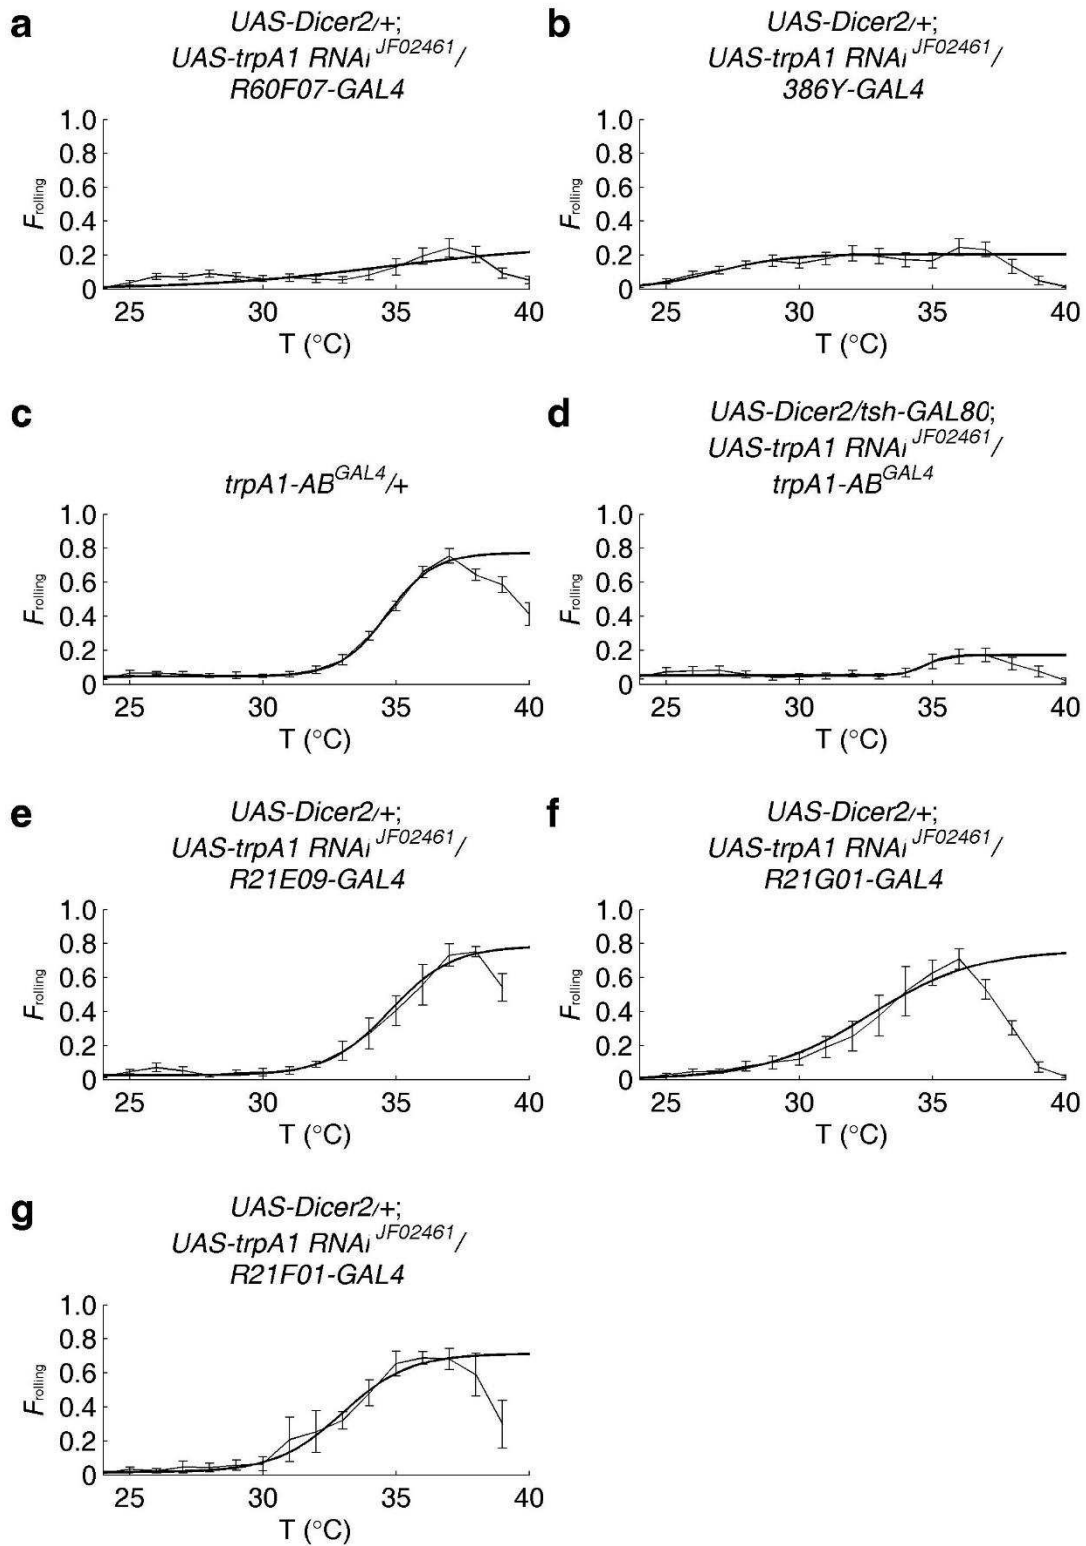 a
UAS-Dicer2/+;
UAS-trpA1 RNAi JF02461/
R60F07-GAL4
1.0
0.8
0.6
0.4
0.2
0
Frolling
25 30 35 40
T (°C)
b
UAS-Dicer2/+;
UAS-trpA1 RNAi JF02461/
386Y-GAL4
1.0
0.8
0.6
0.4
0.2
0
Frolling
25 30 35 40
T (°C)
c
trpA1-ABGAL4/+
1.0
0.8
0.6
0.4
0.2
0
Frolling
25 30 35 40
T (°C)
d
UAS-Dicer2/tsh-GAL80;
UAS-trpA1 RNAi JF02461/
trpA1-ABGAL4
1.0
0.8
0.6
0.4
0.2
0
Frolling
25 30 35 40
T (°C)
e
UAS-Dicer2/+;
UAS-trpA1 RNAi JF02461/
R21E09-GAL4
1.0
0.8
0.6
0.4
0.2
0
Frolling
25 30 35 40
T (°C)
f
UAS-Dicer2/+;
UAS-trpA1 RNAi JF02461/
R21G01-GAL4
1.0
0.8
0.6
0.4
0.2
0
Frolling
25 30 35 40
T (°C)
g
UAS-Dicer2/+;
UAS-trpA1 RNAi JF02461/
R21F01-GAL4
1.0
0.8
0.6
0.4
0.2
0
Frolling
25 30 35 40
T (°C)